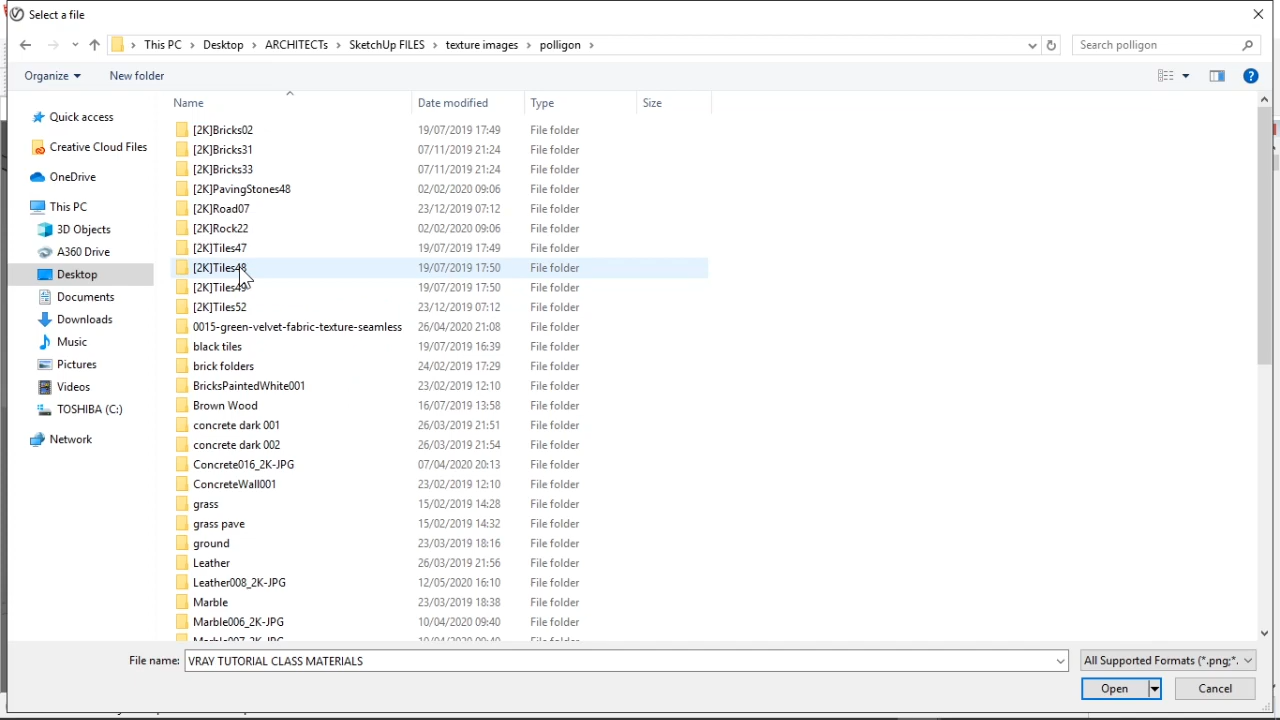 Select a file
This PC Desktop ARCHITECTs SketchUp FILES texture images polligon Search polligon
Organize New folder
Name Date modified Type Size
Quick access
Creative Cloud Files
OneDrive
This PC
3D Objects
A360 Drive
Desktop
Documents
Downloads
Music
Pictures
Videos
TOSHIBA (C:)
Network
[2K]Bricks02 19/07/2019 17:49 File folder
[2K]Bricks31 07/11/2019 21:24 File folder
[2K]Bricks33 07/11/2019 21:24 File folder
[2K]PavingStones48 02/02/2020 09:06 File folder
[2K]Road07 23/12/2019 07:12 File folder
[2K]Rock22 02/02/2020 09:06 File folder
[2K]Tiles47 19/07/2019 17:49 File folder
[2K]Tiles48 19/07/2019 17:50 File folder
[2K]Tiles49 19/07/2019 17:50 File folder
[2K]Tiles52 23/12/2019 07:12 File folder
0015-green-velvet-fabric-texture-seamless 26/04/2020 21:08 File folder
black tiles 19/07/2019 16:39 File folder
brick folders 24/02/2019 17:29 File folder
BricksPaintedWhite001 23/02/2019 12:10 File folder
Brown Wood 16/07/2019 13:58 File folder
concrete dark 001 26/03/2019 21:51 File folder
concrete dark 002 26/03/2019 21:54 File folder
Concrete016_2K-JPG 07/04/2020 20:13 File folder
ConcreteWall001 23/02/2019 12:10 File folder
grass 15/02/2019 14:28 File folder
grass pave 15/02/2019 14:32 File folder
ground 23/03/2019 18:16 File folder
Leather 26/03/2019 21:56 File folder
Leather008_2K-JPG 12/05/2020 16:10 File folder
Marble 23/03/2019 18:38 File folder
Marble006_2K-JPG 10/04/2020 09:40 File folder
Marble007_2K-JPG 10/04/2020 09:40 File folder
File name: VRAY TUTORIAL CLASS MATERIALS All Supported Formats (*.png;*.
Open Cancel